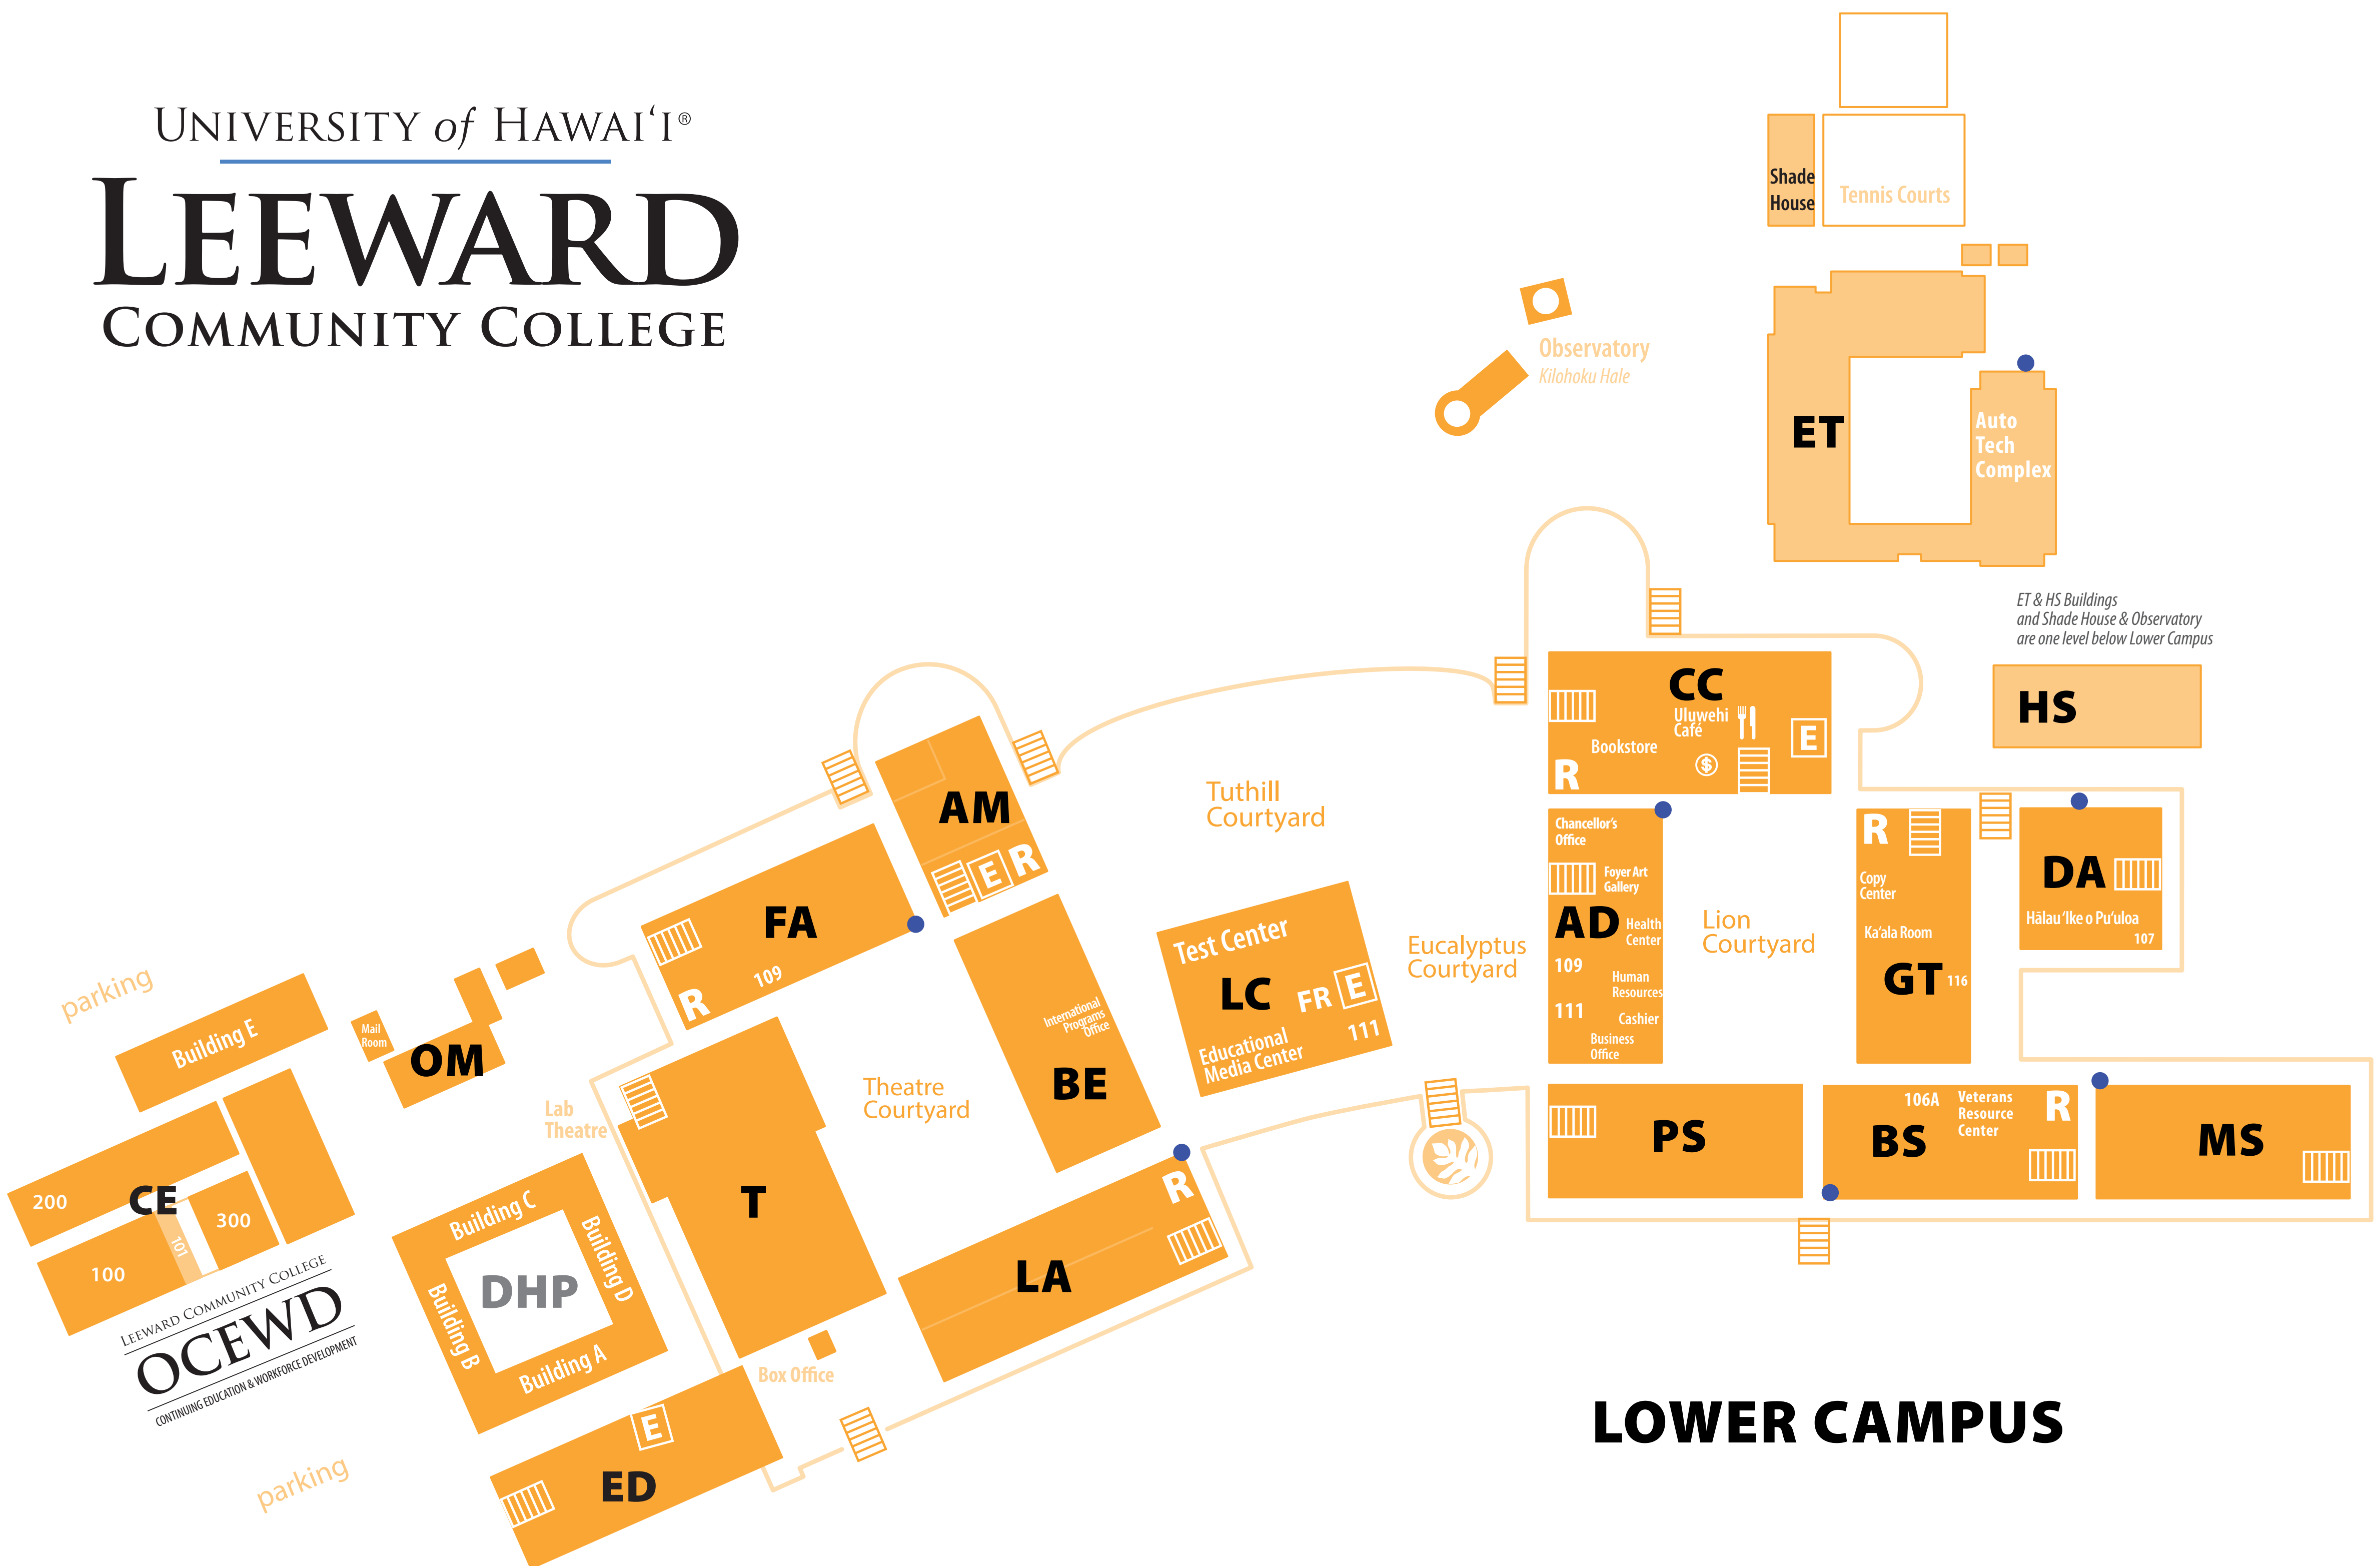 UNIVERSITY of HAWAIʻI®
LEEWARD
COMMUNITY COLLEGE
Shade
House
Tennis Courts
Observatory
Kilohoku Hale
ET
Auto
Tech
Complex
ET & HS Buildings
and Shade House & Observatory
are one level below Lower Campus
HS
CC
Uluwehi
Café
Bookstore
$
E
R
Tuthill
Courtyard
AM
E
R
FA
109
R
Chancellor's
Office
Foyer Art
Gallery
AD
Health
Center
109
Human
Resources
111
Cashier
Business
Office
Lion
Courtyard
R
Copy
Center
Ka'ala Room
GT
116
DA
Hālau 'Ike o Pu'uloa
107
Eucalyptus
Courtyard
Test Center
LC
FR
E
Educational
Media Center
111
International
Programs
Office
BE
Theatre
Courtyard
parking
Building E
Mail
Room
OM
Lab
Theatre
T
200
CE
300
101
100
LEEWARD COMMUNITY COLLEGE
OCEWD
CONTINUING EDUCATION & WORKFORCE DEVELOPMENT
Building C
Building D
DHP
Building B
Building A
Box Office
R
LA
PS
106A
Veterans
Resource
Center
R
BS
MS
E
ED
parking
LOWER CAMPUS